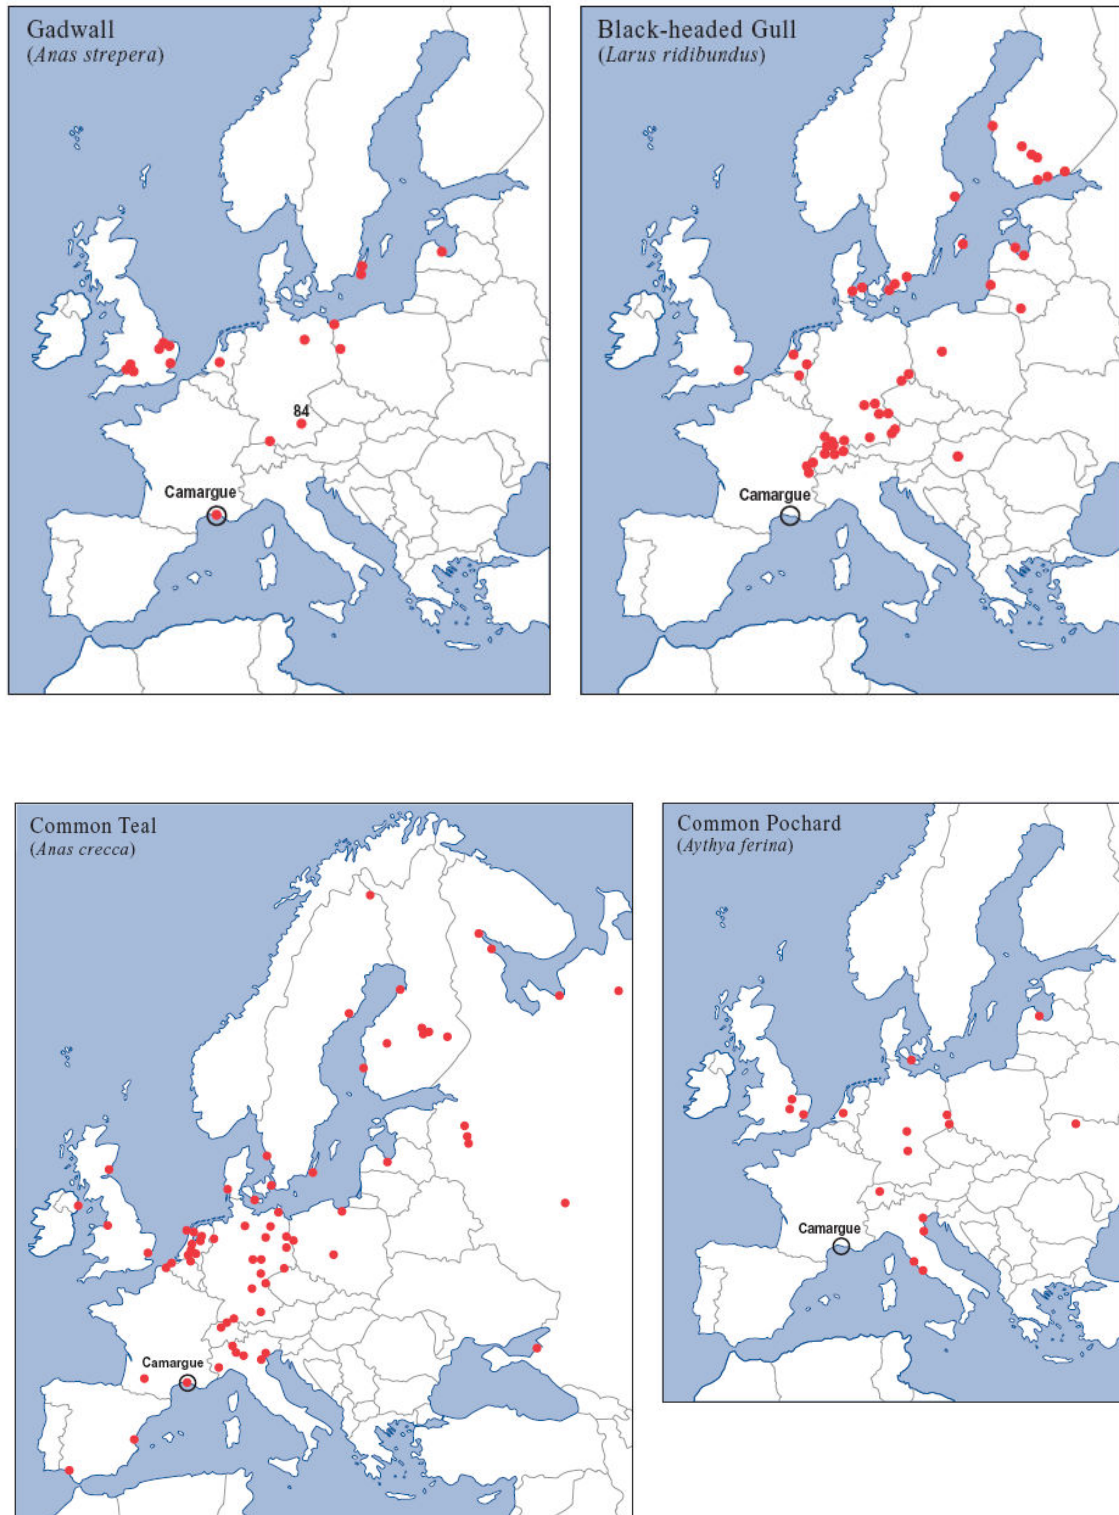 Gadwall
(Anas strepera)
84
Camargue
Black-headed Gull
(Larus ridibundus)
Camargue
Common Teal
(Anas crecca)
Camargue
Common Pochard
(Aythya ferina)
Camargue